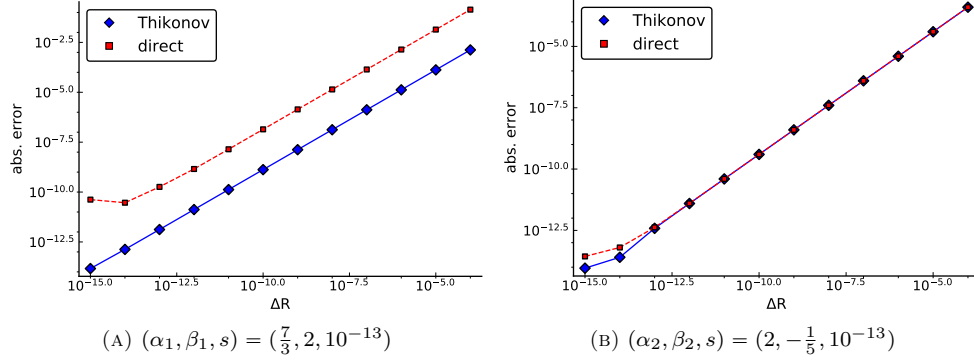 Thikonov
direct
abs. error
10^{-2.5}
10^{-5.0}
10^{-7.5}
10^{-10.0}
10^{-12.5}
10^{-15.0} 10^{-12.5} 10^{-10.0} 10^{-7.5} 10^{-5.0}
ΔR
(A) (α₁, β₁, s) = (7/3, 2, 10^{-13})
Thikonov
direct
abs. error
10^{-5.0}
10^{-7.5}
10^{-10.0}
10^{-12.5}
10^{-15.0} 10^{-12.5} 10^{-10.0} 10^{-7.5} 10^{-5.0}
ΔR
(B) (α₂, β₂, s) = (2, −1/5, 10^{-13})